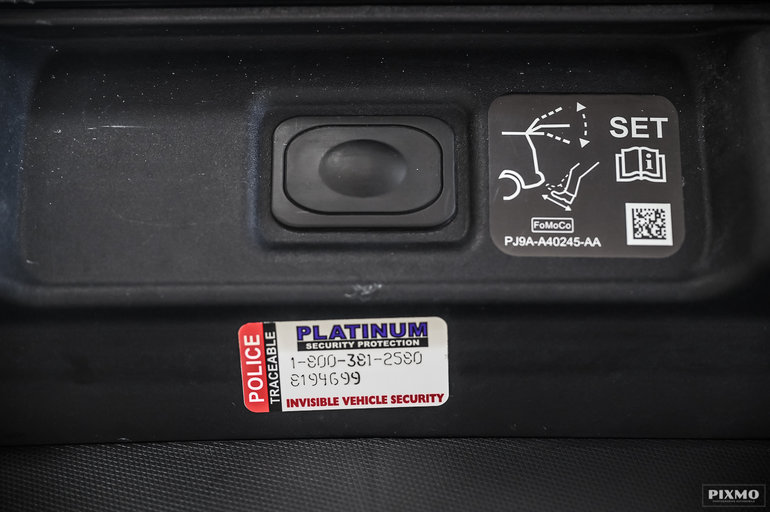 SET
FoMoCo
PJ9A-A40245-AA
POLICE
TRACEABLE
PLATINUM
SECURITY PROTECTION
1-800-381-2580
8194699
INVISIBLE VEHICLE SECURITY
PIXMO